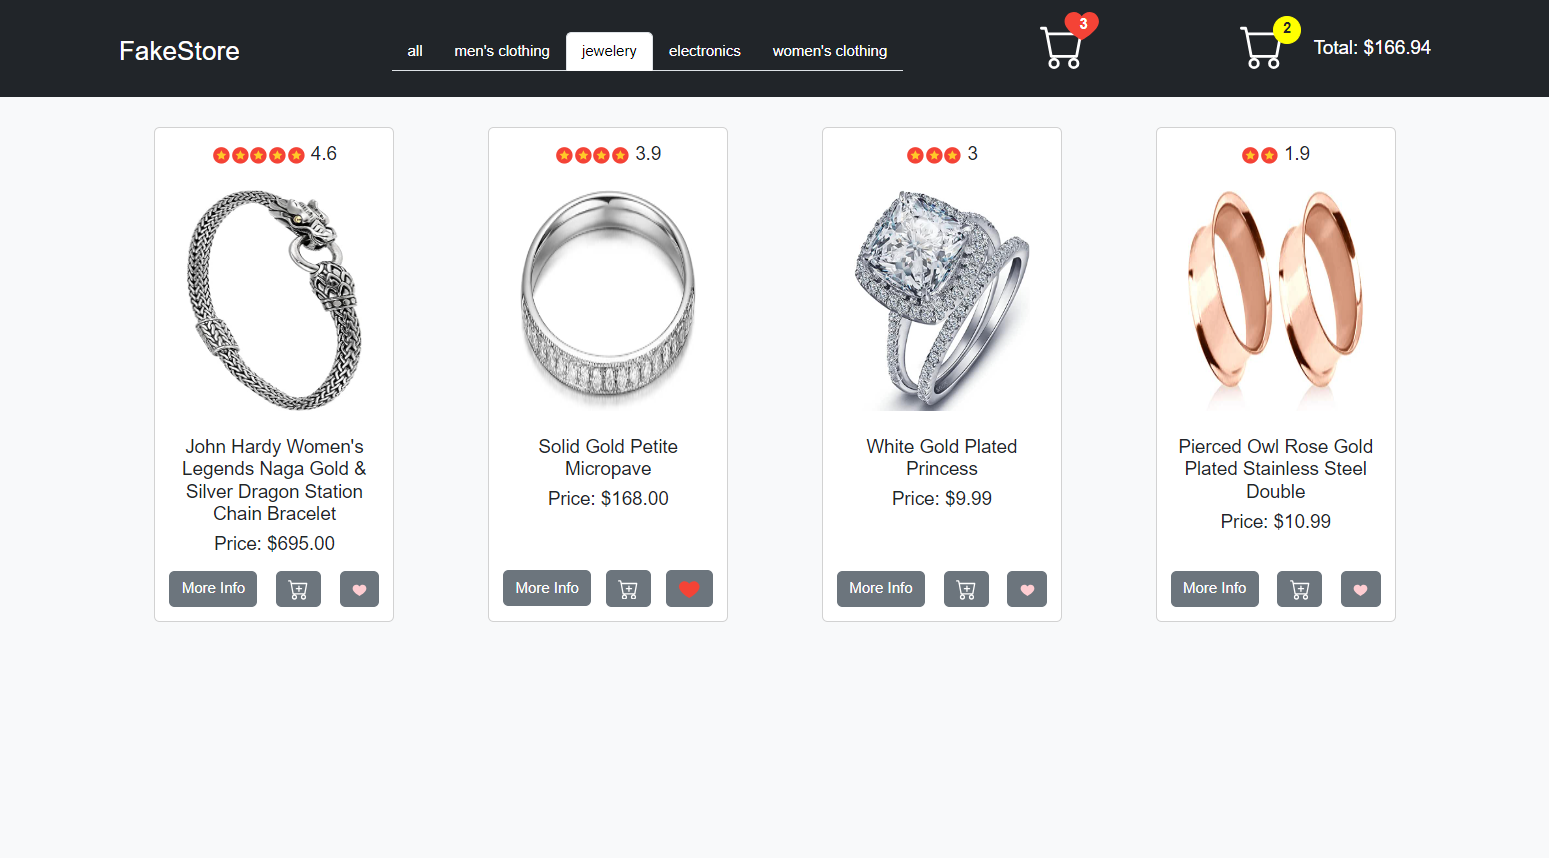 FakeStore
all men's clothing jewelery electronics women's clothing
3
2
Total: $166.94
4.6
John Hardy Women's
Legends Naga Gold &
Silver Dragon Station
Chain Bracelet
Price: $695.00
More Info
3.9
Solid Gold Petite
Micropave
Price: $168.00
More Info
3
White Gold Plated
Princess
Price: $9.99
More Info
1.9
Pierced Owl Rose Gold
Plated Stainless Steel
Double
Price: $10.99
More Info